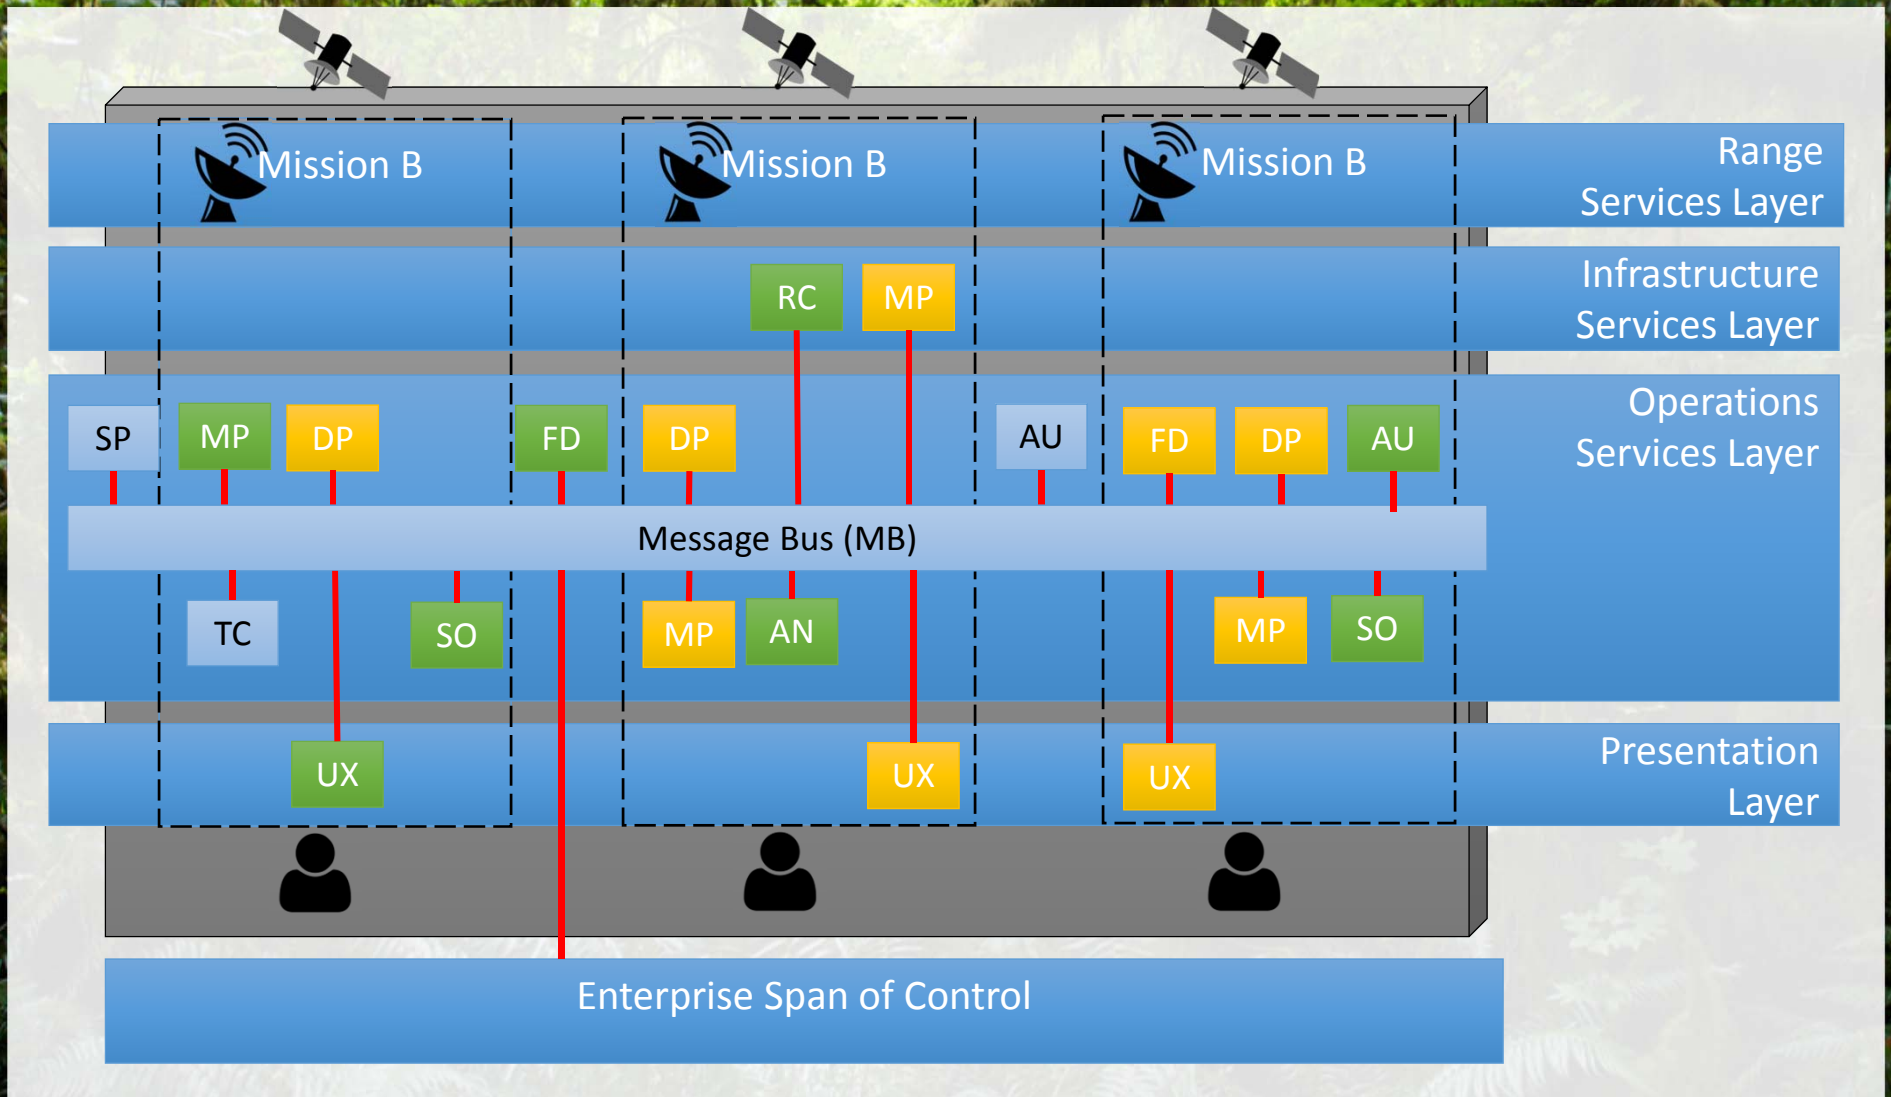 Mission B
Mission B
Mission B
Range
Services Layer
RC
MP
Infrastructure
Services Layer
SP
MP
DP
FD
DP
AU
FD
DP
AU
Operations
Services Layer
Message Bus (MB)
TC
SO
MP
AN
MP
SO
UX
UX
UX
Presentation
Layer
Enterprise Span of Control